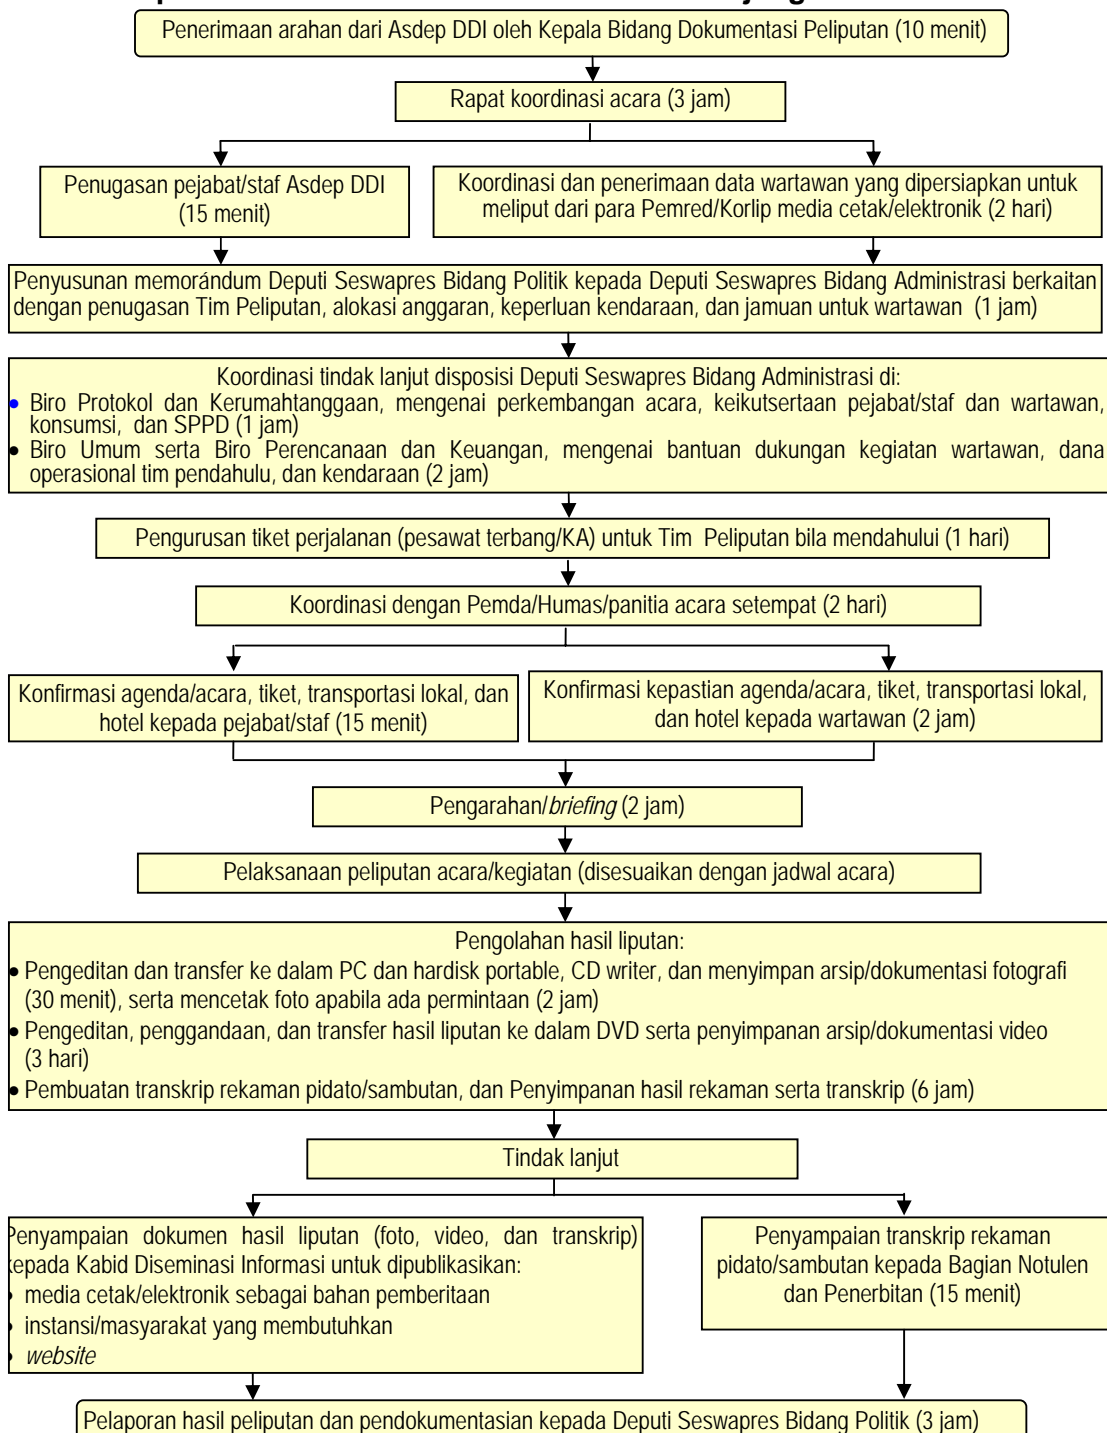 Penerimaan arahan dari Asdep DDI oleh Kepala Bidang Dokumentasi Peliputan (10 menit)
Rapat koordinasi acara (3 jam)
Penugasan pejabat/staf Asdep DDI
(15 menit)
Koordinasi dan penerimaan data wartawan yang dipersiapkan untuk
meliput dari para Pemred/Korlip media cetak/elektronik (2 hari)
Penyusunan memorándum Deputi Seswapres Bidang Politik kepada Deputi Seswapres Bidang Administrasi berkaitan
dengan penugasan Tim Peliputan, alokasi anggaran, keperluan kendaraan, dan jamuan untuk wartawan (1 jam)
Koordinasi tindak lanjut disposisi Deputi Seswapres Bidang Administrasi di:
• Biro Protokol dan Kerumahtanggaan, mengenai perkembangan acara, keikutsertaan pejabat/staf dan wartawan,
konsumsi, dan SPPD (1 jam)
• Biro Umum serta Biro Perencanaan dan Keuangan, mengenai bantuan dukungan kegiatan wartawan, dana
operasional tim pendahulu, dan kendaraan (2 jam)
Pengurusan tiket perjalanan (pesawat terbang/KA) untuk Tim Peliputan bila mendahului (1 hari)
Koordinasi dengan Pemda/Humas/panitia acara setempat (2 hari)
Konfirmasi agenda/acara, tiket, transportasi lokal, dan
hotel kepada pejabat/staf (15 menit)
Konfirmasi kepastian agenda/acara, tiket, transportasi lokal,
dan hotel kepada wartawan (2 jam)
Pengarahan/briefing (2 jam)
Pelaksanaan peliputan acara/kegiatan (disesuaikan dengan jadwal acara)
Pengolahan hasil liputan:
• Pengeditan dan transfer ke dalam PC dan hardisk portable, CD writer, dan menyimpan arsip/dokumentasi fotografi
(30 menit), serta mencetak foto apabila ada permintaan (2 jam)
• Pengeditan, penggandaan, dan transfer hasil liputan ke dalam DVD serta penyimpanan arsip/dokumentasi video
(3 hari)
• Pembuatan transkrip rekaman pidato/sambutan, dan Penyimpanan hasil rekaman serta transkrip (6 jam)
Tindak lanjut
Penyampaian dokumen hasil liputan (foto, video, dan transkrip)
kepada Kabid Diseminasi Informasi untuk dipublikasikan:
• media cetak/elektronik sebagai bahan pemberitaan
• instansi/masyarakat yang membutuhkan
• website
Penyampaian transkrip rekaman
pidato/sambutan kepada Bagian Notulen
dan Penerbitan (15 menit)
Pelaporan hasil peliputan dan pendokumentasian kepada Deputi Seswapres Bidang Politik (3 jam)